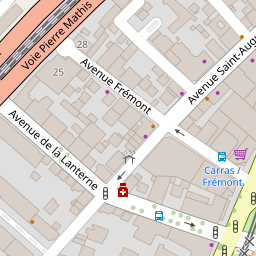 Voie Pierre Mathis
28
25
Avenue Frémont
Avenue Saint-Aug
Avenue de la Lanterne
Carras /
Frémont